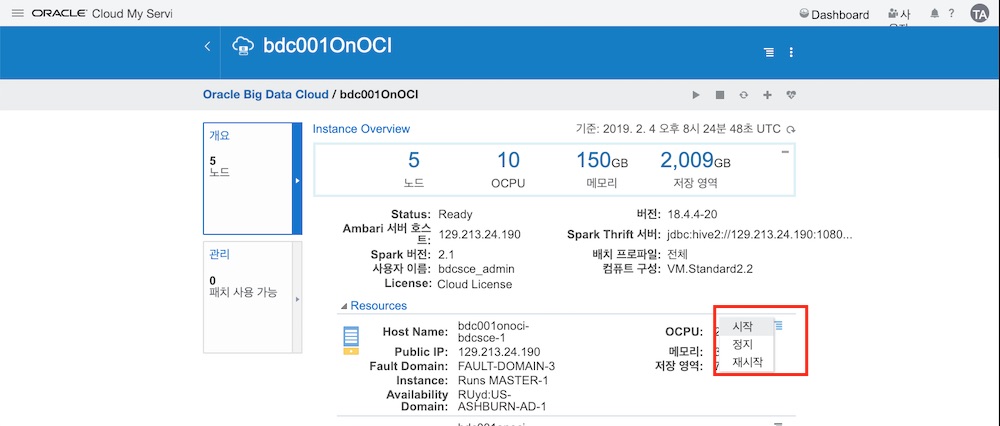 ORACLE Cloud My Servi
Dashboard
사
?
TA
bdc001OnOCI
Oracle Big Data Cloud / bdc001OnOCI
개요
5
노드
관리
0
패치 사용 가능
Instance Overview
기준: 2019. 2. 4 오후 8시 24분 48초 UTC
5 10 150GB 2,009GB
노드 OCPU 메모리 저장 영역
Status: Ready
버전: 18.4.4-20
Ambari 서버 호스트: 129.213.24.190
Spark Thrift 서버: jdbc:hive2://129.213.24.190:1080...
Spark 버전: 2.1
배치 프로파일: 전체
사용자 이름: bdcsce_admin
컴퓨트 구성: VM.Standard2.2
License: Cloud License
Resources
Host Name: bdc001onoci-
bdcsce-1
Public IP: 129.213.24.190
Fault Domain: FAULT-DOMAIN-3
Instance: Runs MASTER-1
Availability Domain: RUyd:US-
ASHBURN-AD-1
OCPU:
메모리:
저장 영역:
시작
정지
재시작